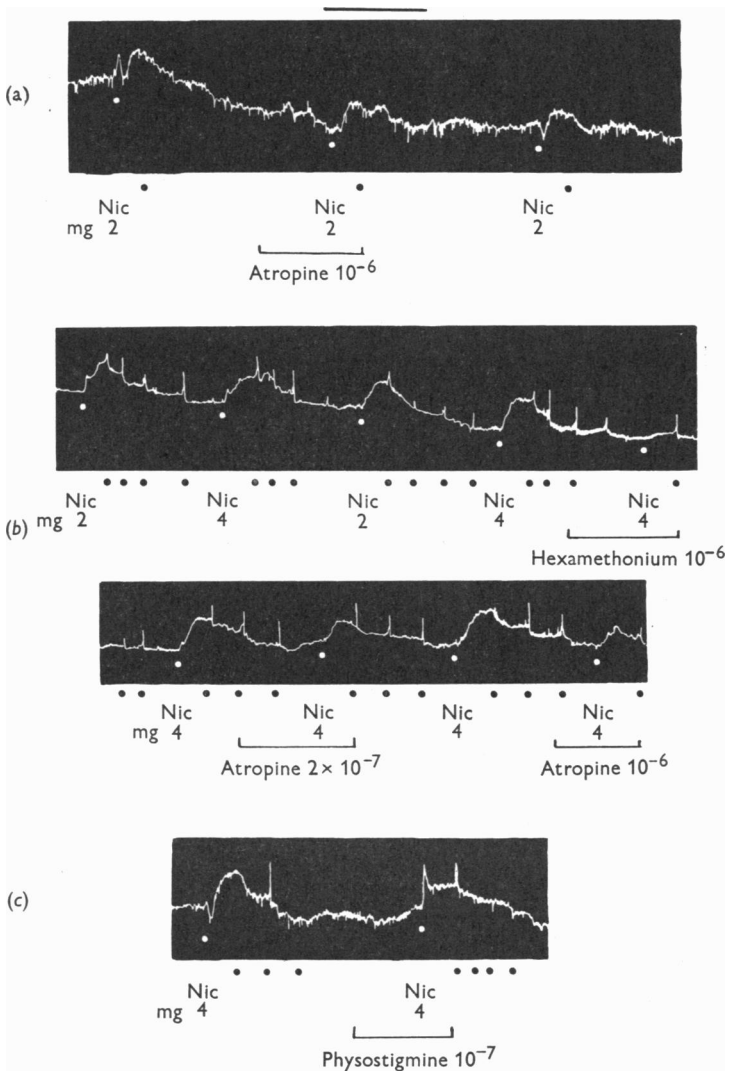 (a)
Nic Nic Nic
mg 2 2 2
Atropine 10⁻⁶
(b)
Nic Nic Nic Nic Nic
mg 2 4 2 4 4
Hexamethonium 10⁻⁶
Nic Nic Nic Nic
mg 4 4 4 4
Atropine 2 × 10⁻⁷ Atropine 10⁻⁶
(c)
Nic Nic
mg 4 4
Physostigmine 10⁻⁷